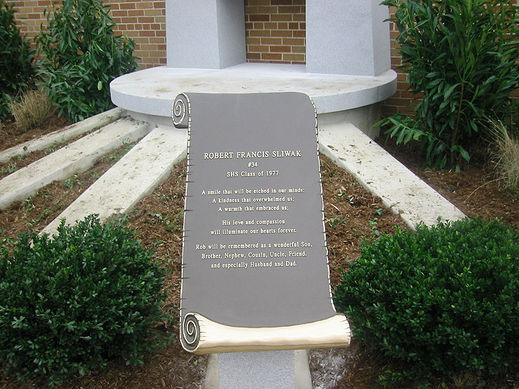 ROBERT FRANCIS SLIWAK
#34
SHS Class of 1977
A smile that will be etched in our minds;
A kindness that overwhelmed us;
A warmth that embraced us;
His love and compassion
will illuminate our hearts forever.
Rob will be remembered as a wonderful Son,
Brother, Nephew, Cousin, Uncle, Friend,
and especially Husband and Dad.